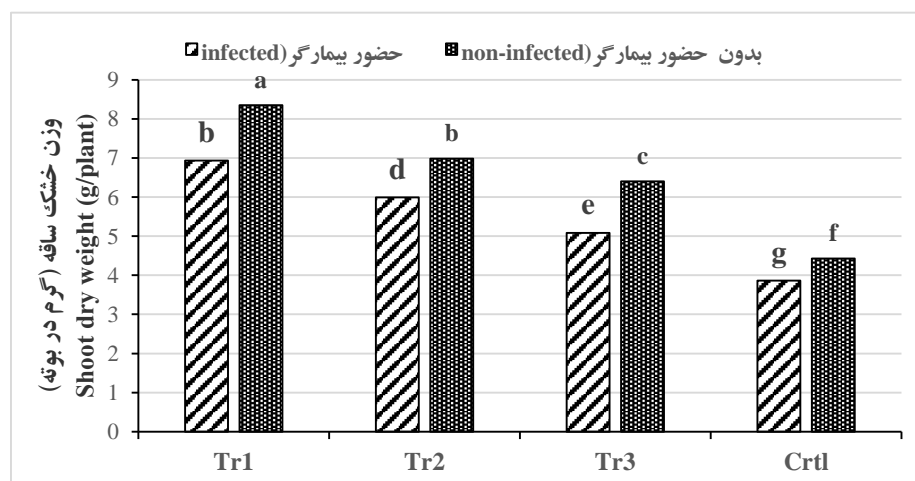 حضور بیمارگر(infected
بدون حضور بیمارگر(non-infected
وزن خشک ساقه (گرم در بوته)
Shoot dry weight (g/plant)
9
8
7
6
5
4
3
2
1
0
b a
d b
e c
g f
Tr1 Tr2 Tr3 Crtl